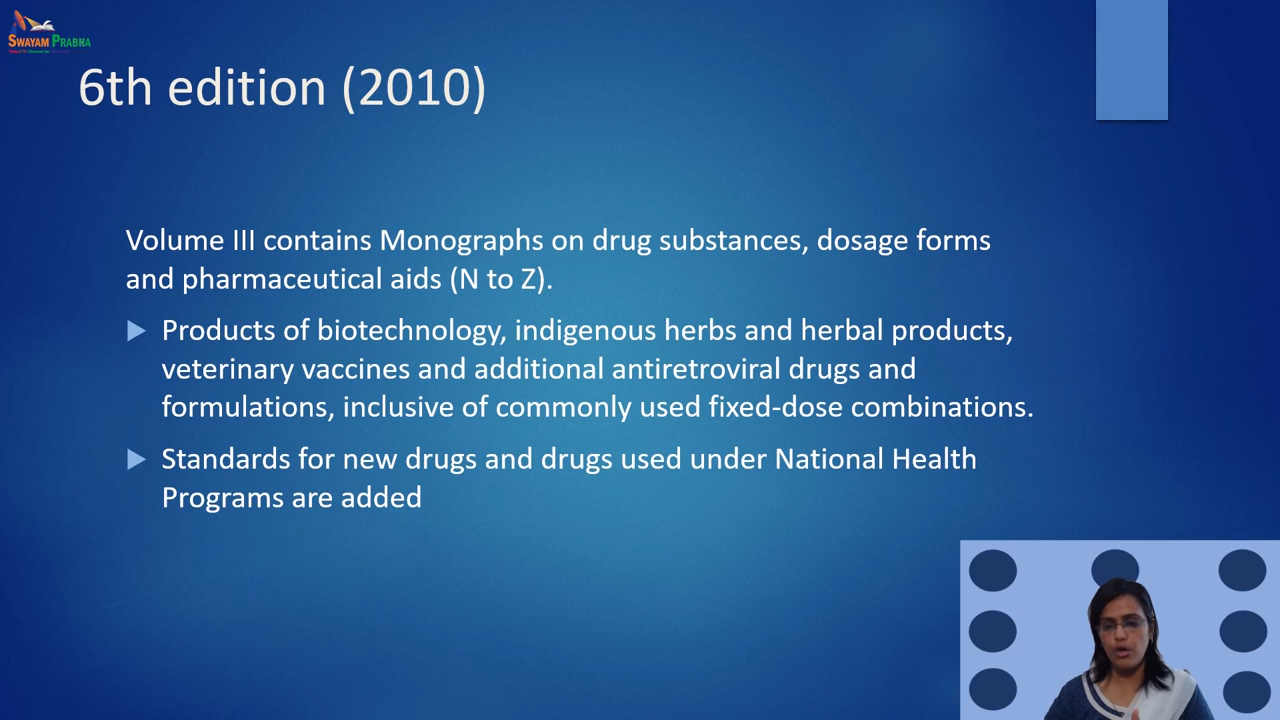 SWAYAM PRABHA
6th edition (2010)
Volume III contains Monographs on drug substances, dosage forms
and pharmaceutical aids (N to Z).
Products of biotechnology, indigenous herbs and herbal products,
veterinary vaccines and additional antiretroviral drugs and
formulations, inclusive of commonly used fixed-dose combinations.
Standards for new drugs and drugs used under National Health
Programs are added